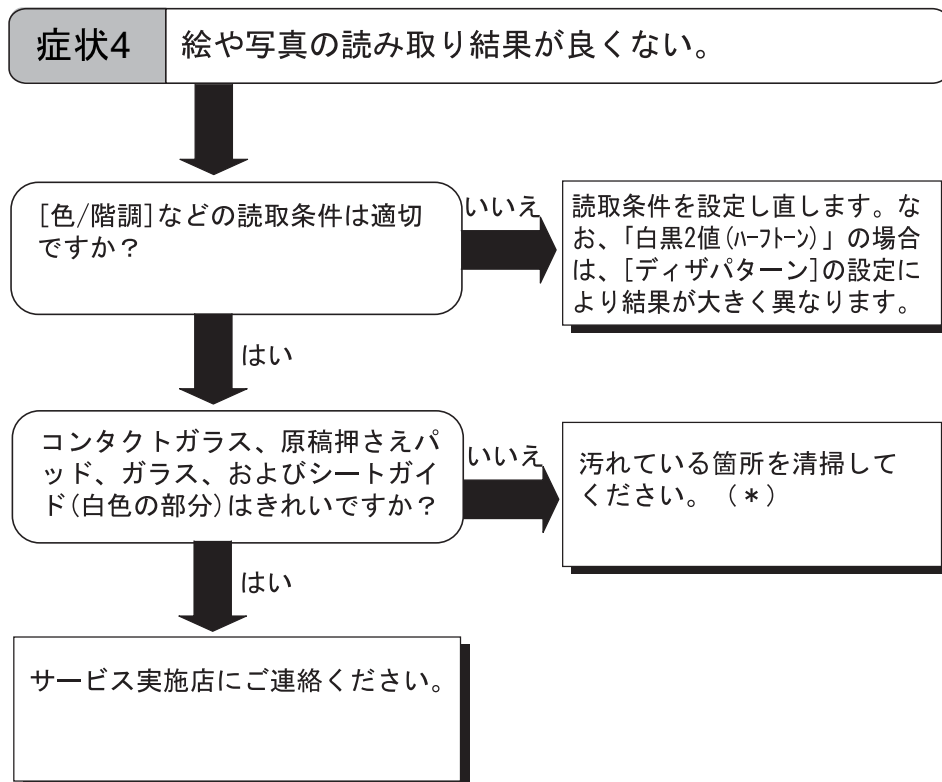 症状4
絵や写真の読み取り結果が良くない。
[色/階調]などの読取条件は適切
ですか？
いいえ
読取条件を設定し直します。な
お、「白黒2値(ﾊｰﾌﾄｰﾝ)」の場合
は、[ディザパターン]の設定に
より結果が大きく異なります。
はい
コンタクトガラス、原稿押さえパ
ッド、ガラス、およびシートガイ
ド(白色の部分)はきれいですか？
いいえ
汚れている箇所を清掃して
ください。（＊）
はい
サービス実施店にご連絡ください。